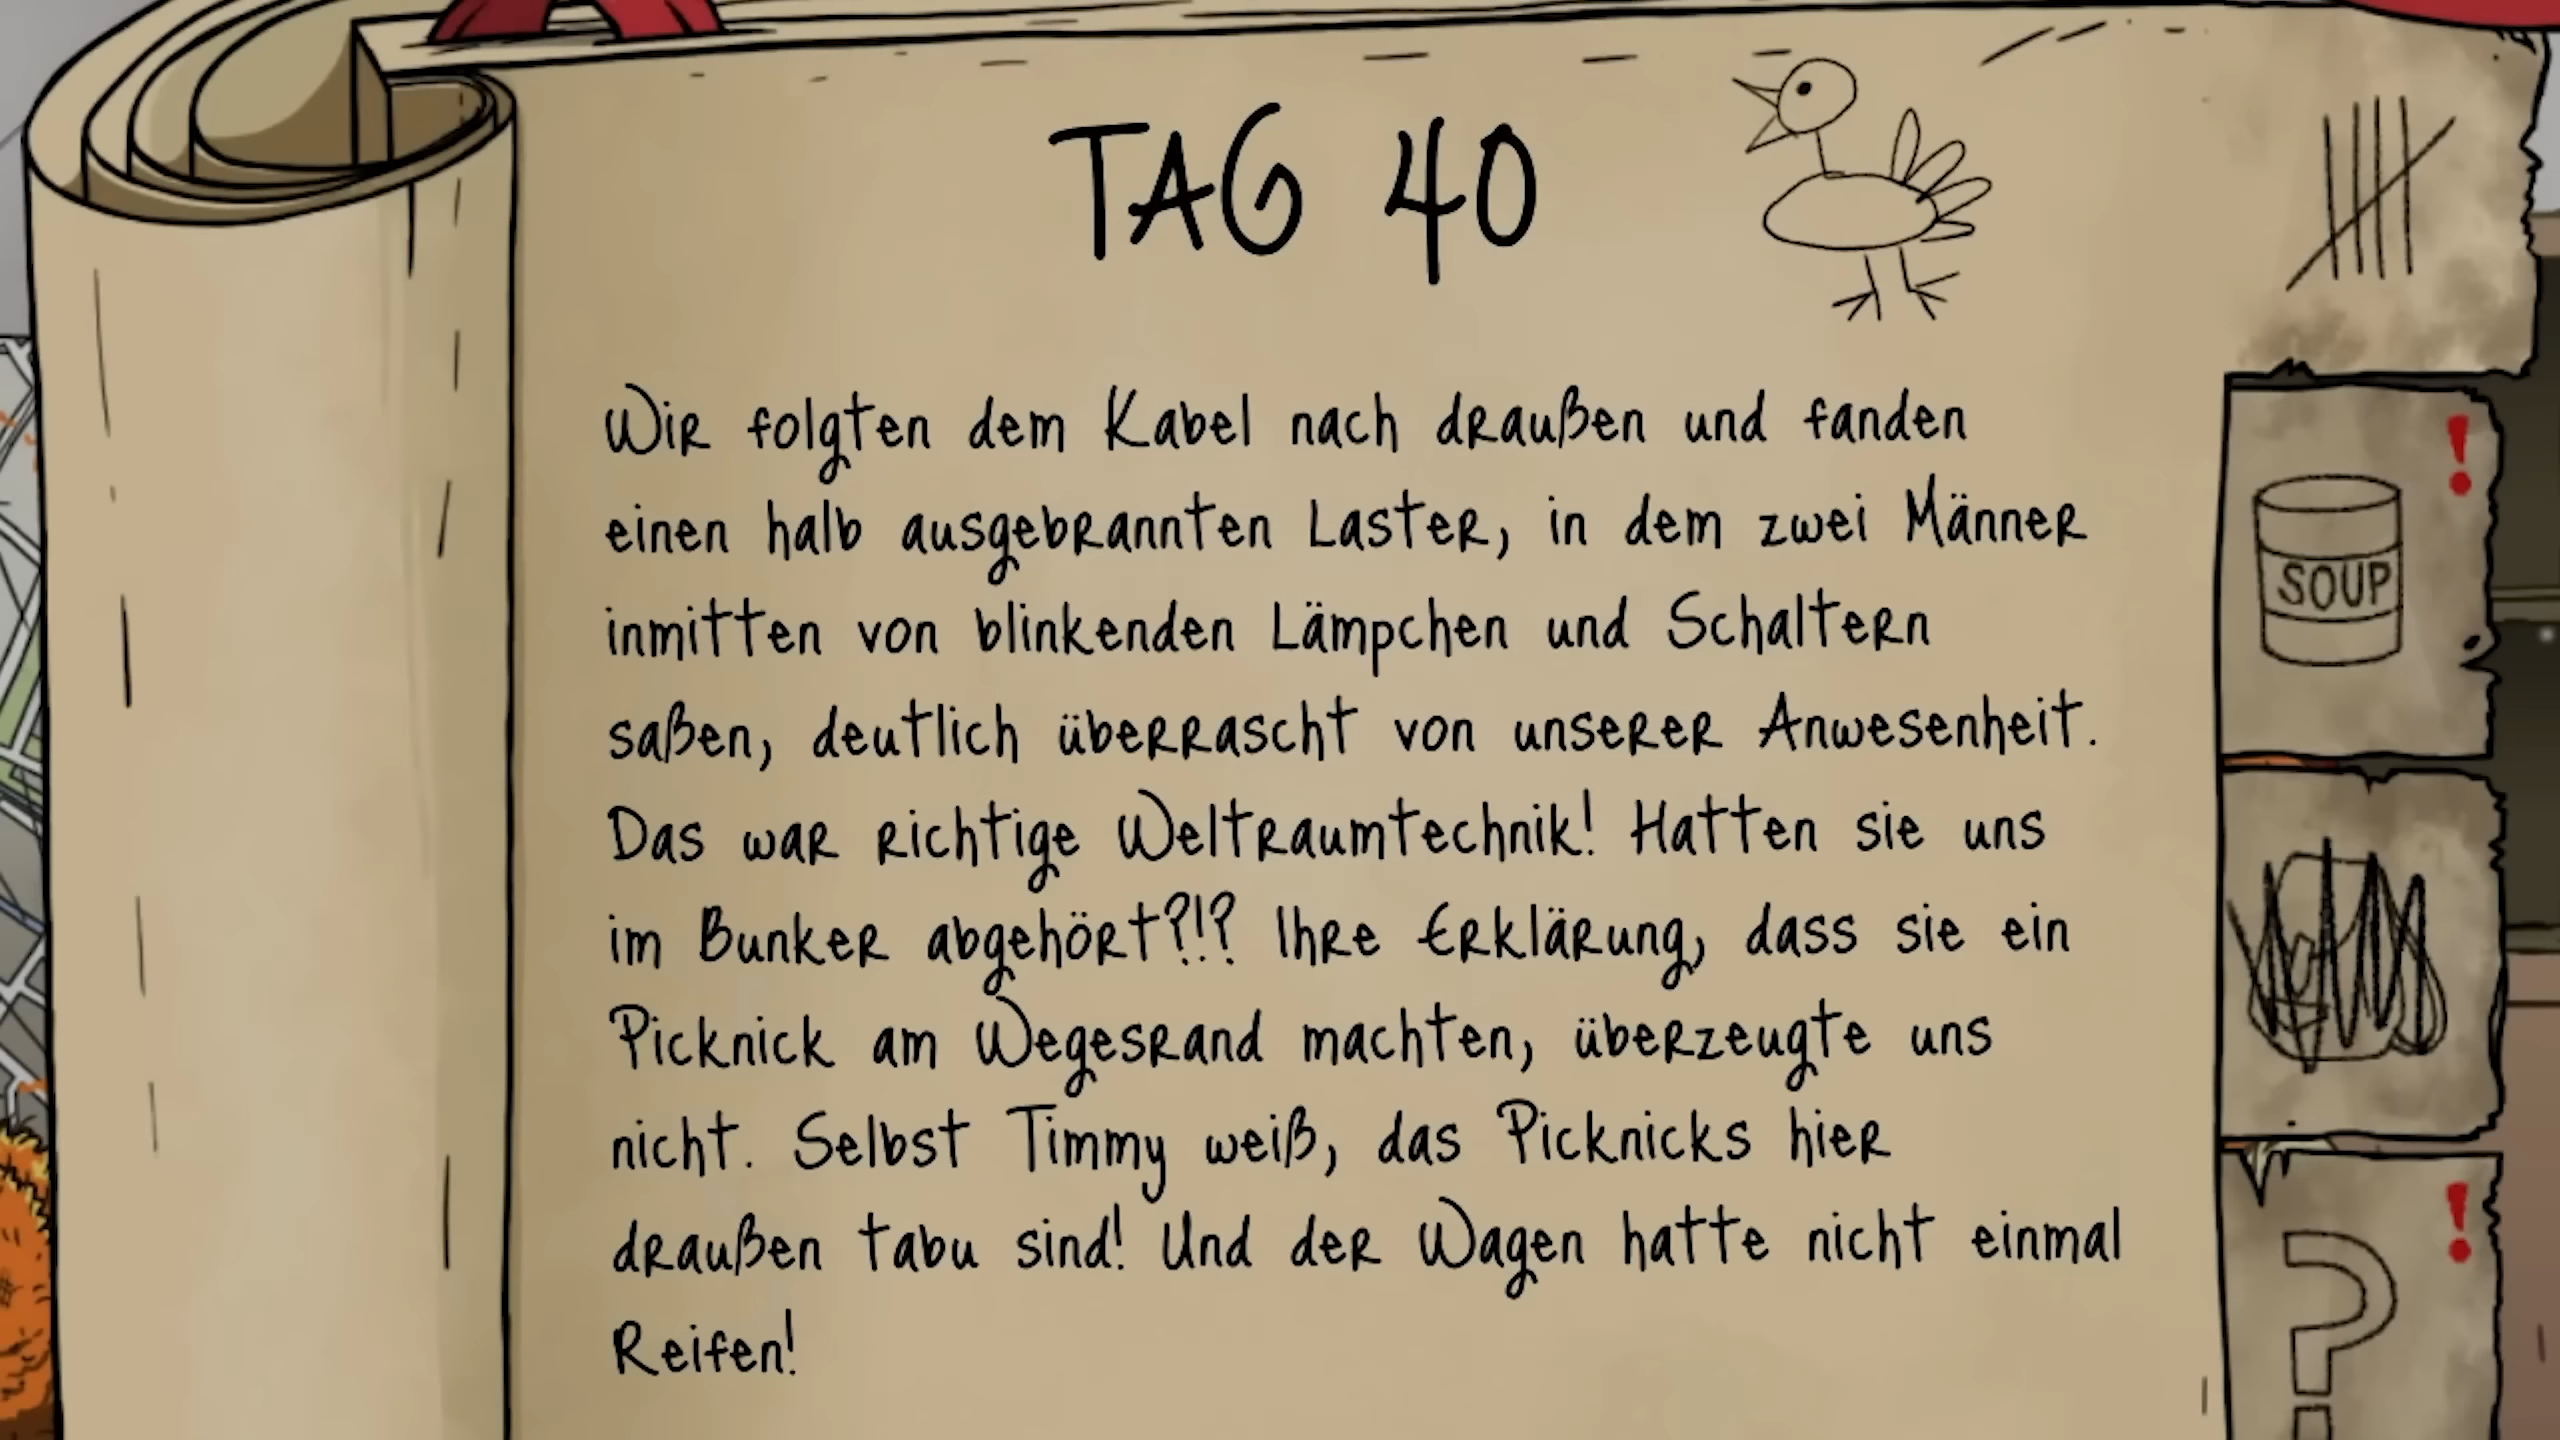 TAG 40
Wir folgten dem Kabel nach draußen und fanden
einen halb ausgebrannten Laster, in dem zwei Männer
inmitten von blinkenden Lämpchen und Schaltern
saßen, deutlich überrascht von unserer Anwesenheit.
Das war richtige Weltraumtechnik! Hatten sie uns
im Bunker abgehört?!? Ihre Erklärung, dass sie ein
Picknick am Wegesrand machten, überzeugte uns
nicht. Selbst Timmy weiß, das Picknicks hier
draußen tabu sind! Und der Wagen hatte nicht einmal
Reifen!
!
SOUP
!
?